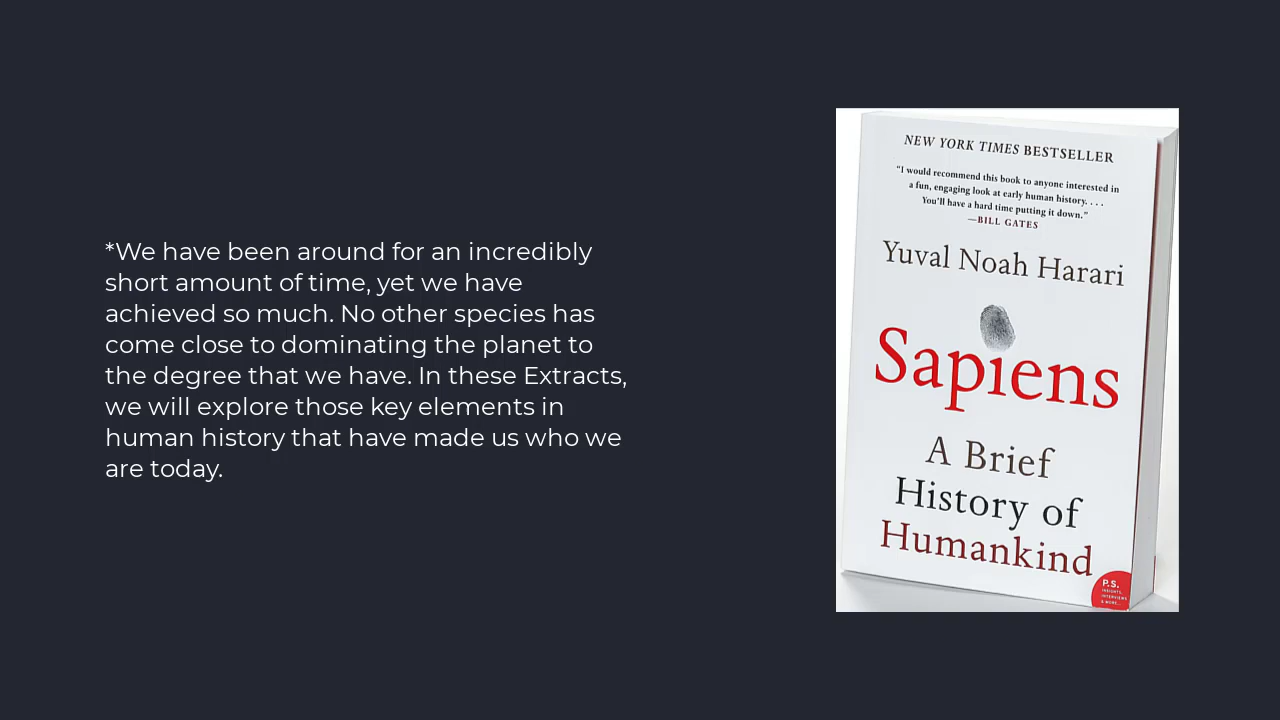 *We have been around for an incredibly
short amount of time, yet we have
achieved so much. No other species has
come close to dominating the planet to
the degree that we have. In these Extracts,
we will explore those key elements in
human history that have made us who we
are today.
NEW YORK TIMES BESTSELLER
"I would recommend this book to anyone interested in
a fun, engaging look at early human history. . . .
You'll have a hard time putting it down."
—BILL GATES
Yuval Noah Harari
Sapiens
A Brief
History of
Humankind
P.S.
INSIGHTS,
INTERVIEWS
& MORE...